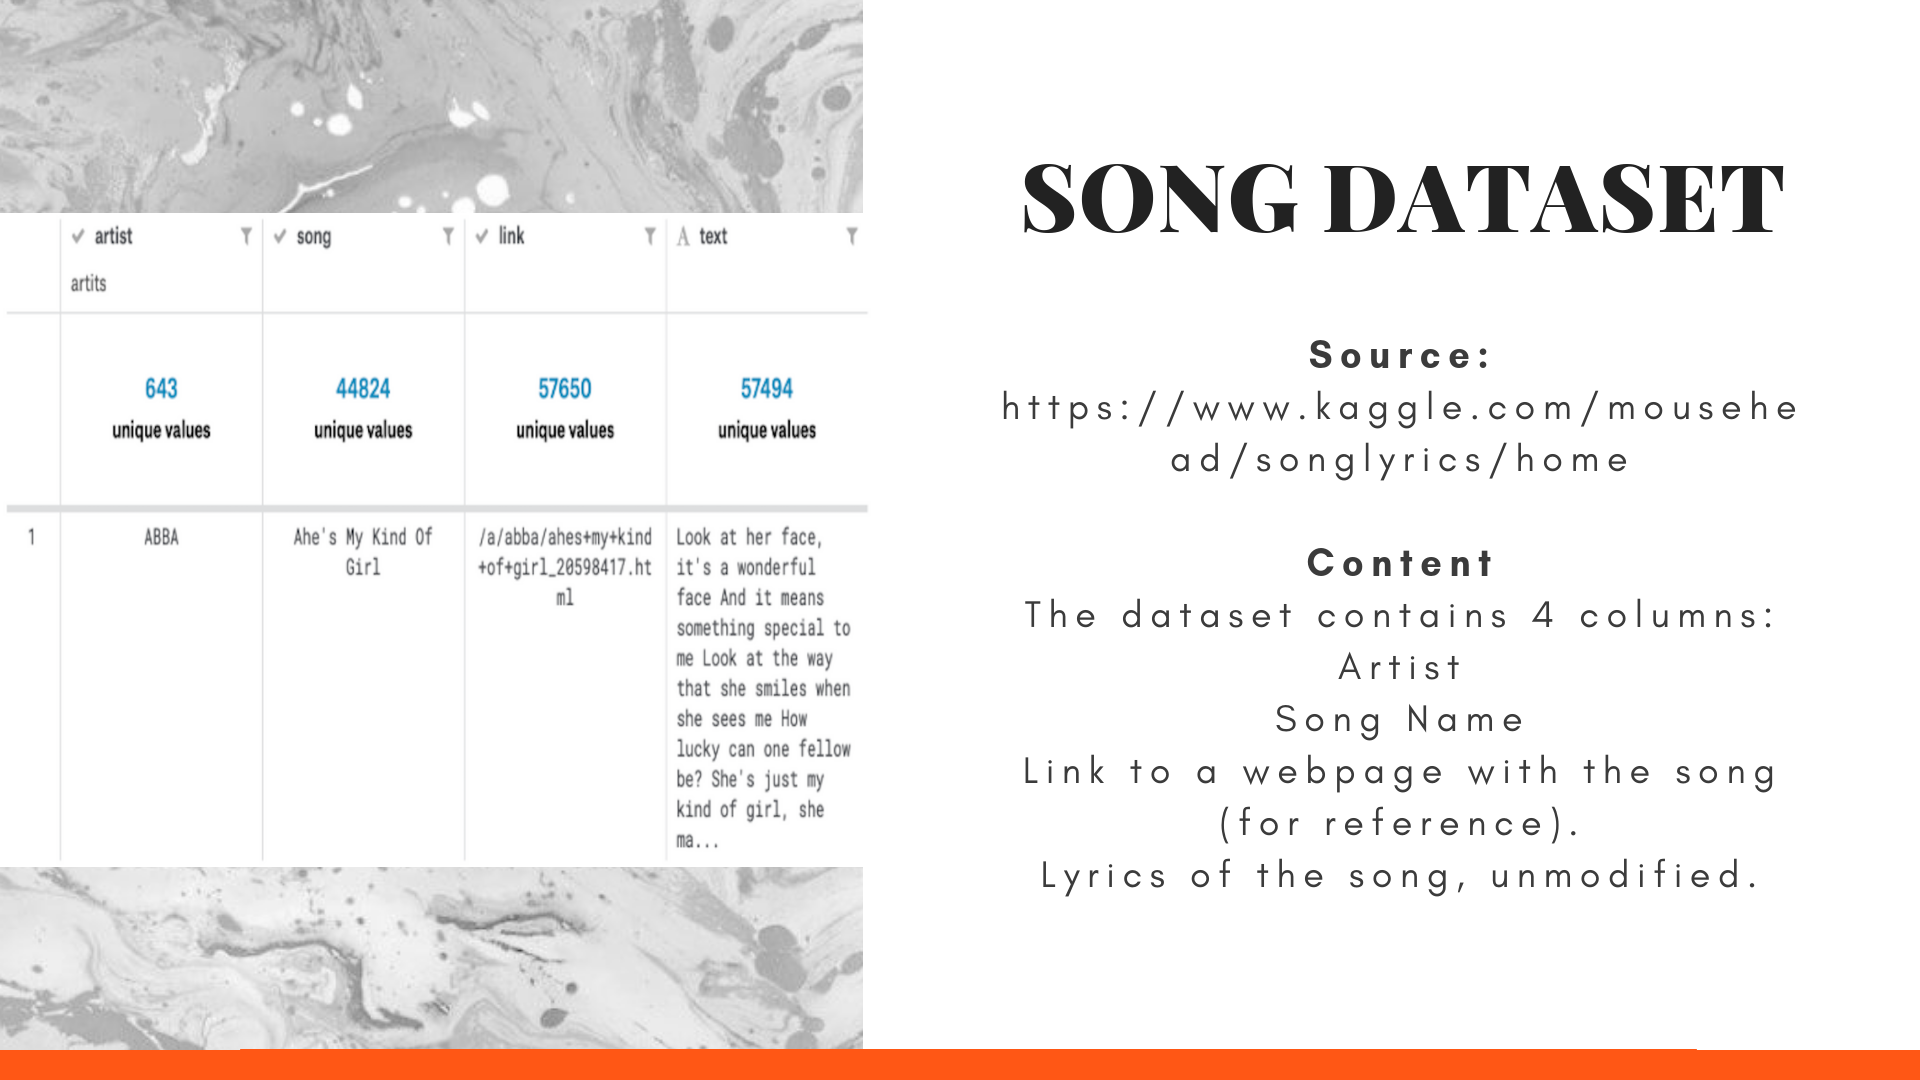 artist song link text
artits
643 44824 57650 57494
unique values unique values unique values unique values
1 ABBA Ahe's My Kind Of Girl /a/abba/ahes+my+kind+of+girl_20598417.html
Look at her face,
it's a wonderful
face And it means
something special to
me Look at the way
that she smiles when
she sees me How
lucky can one fellow
be? She's just my
kind of girl, she
ma...
SONG DATASET
Source:
https://www.kaggle.com/mousehe
ad/songlyrics/home
Content
The dataset contains 4 columns:
Artist
Song Name
Link to a webpage with the song
(for reference).
Lyrics of the song, unmodified.